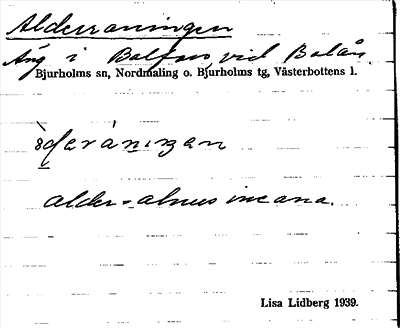 Alderraningen
Äng i Balfors vid Balån.
Bjurholms sn, Nordmaling o. Bjurholms tg, Västerbottens l.
alder = alnus incana.
Lisa Lidberg 1939.